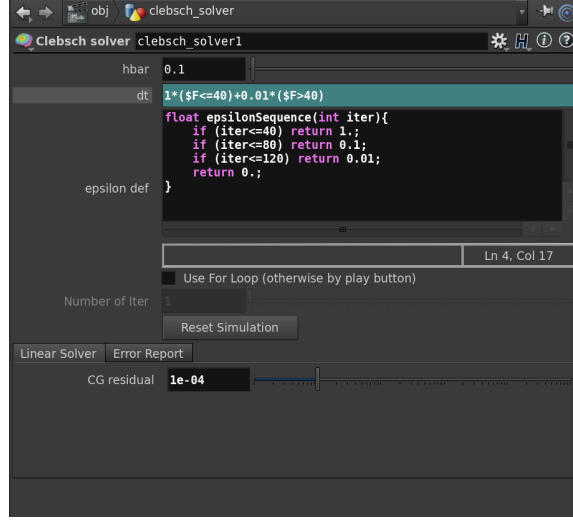 obj clebsch_solver
Clebsch solver clebsch_solver1
hbar 0.1
dt 1*($F<=40)+0.01*($F>40)
epsilon def
float epsilonSequence(int iter){
    if (iter<=40) return 1.;
    if (iter<=80) return 0.1;
    if (iter<=120) return 0.01;
    return 0.;
}
Ln 4, Col 17
Use For Loop (otherwise by play button)
Number of Iter 1
Reset Simulation
Linear Solver Error Report
CG residual 1e-04